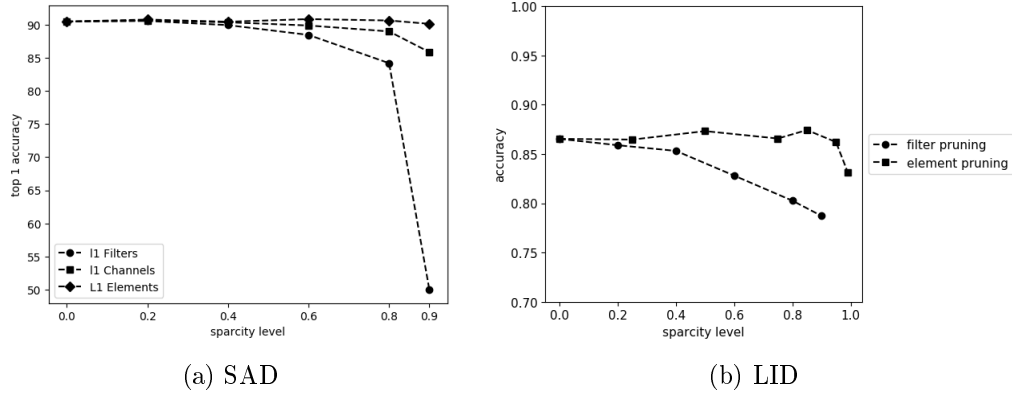 90
85
80
75
70
65
60
55
50
top 1 accuracy
l1 Filters
l1 Channels
L1 Elements
0.0 0.2 0.4 0.6 0.8 0.9
sparcity level
(a) SAD
1.00
0.95
0.90
0.85
0.80
0.75
0.70
accuracy
0.0 0.2 0.4 0.6 0.8 1.0
sparcity level
filter pruning
element pruning
(b) LID